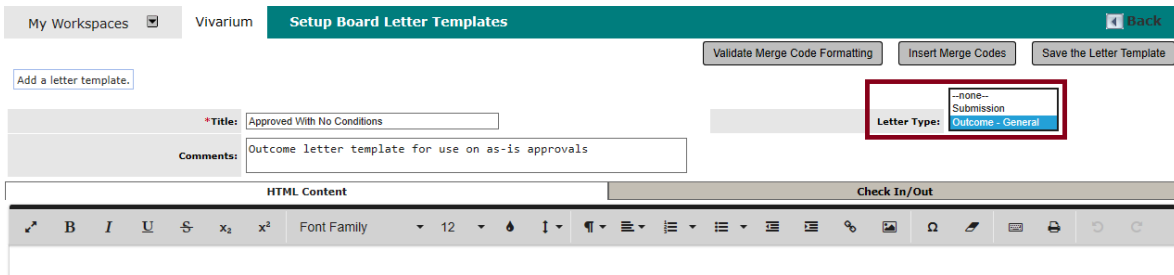 My Workspaces Vivarium Setup Board Letter Templates Back
Validate Merge Code Formatting Insert Merge Codes Save the Letter Template
Add a letter template.
*Title: Approved With No Conditions
Letter Type: --none--
Submission
Outcome - General
Comments: Outcome letter template for use on as-is approvals
HTML Content Check In/Out
B I U S x₂ x² Font Family 12 ¶ Ω